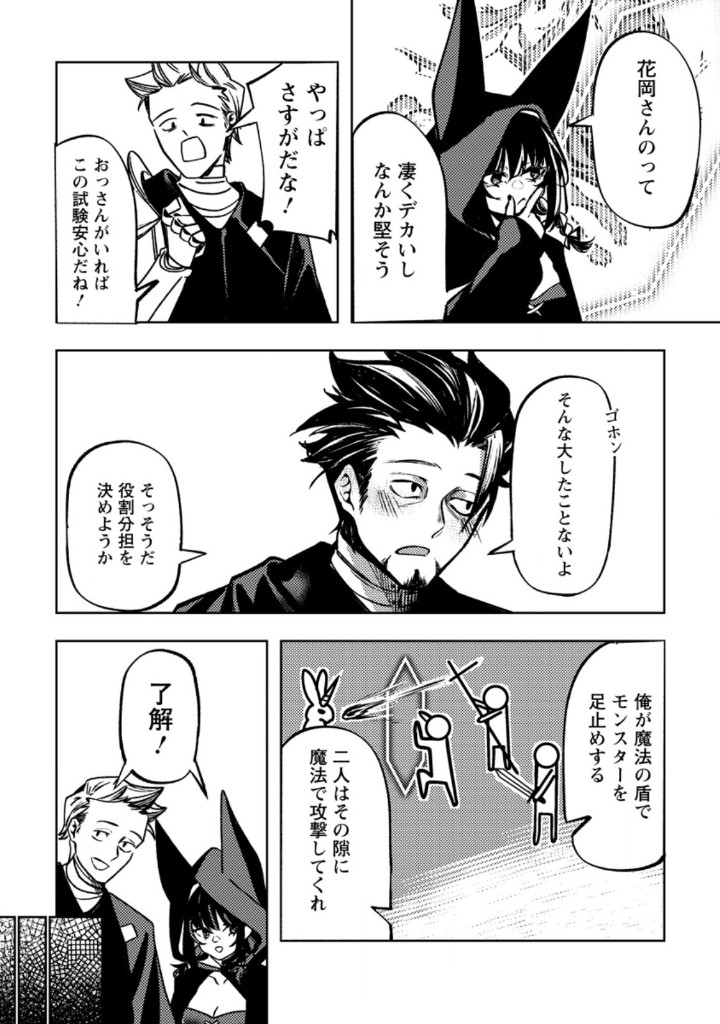 花岡さんのって
凄くデカいし
なんか堅そう
やっぱ
さすがだな！
おっさんがいれば
この試験安心だね！
ゴホン
そんな大したことないよ
そっそうだ
役割分担を
決めようか
俺が魔法の盾で
モンスターを
足止めする
二人はその隙に
魔法で攻撃してくれ
了解！